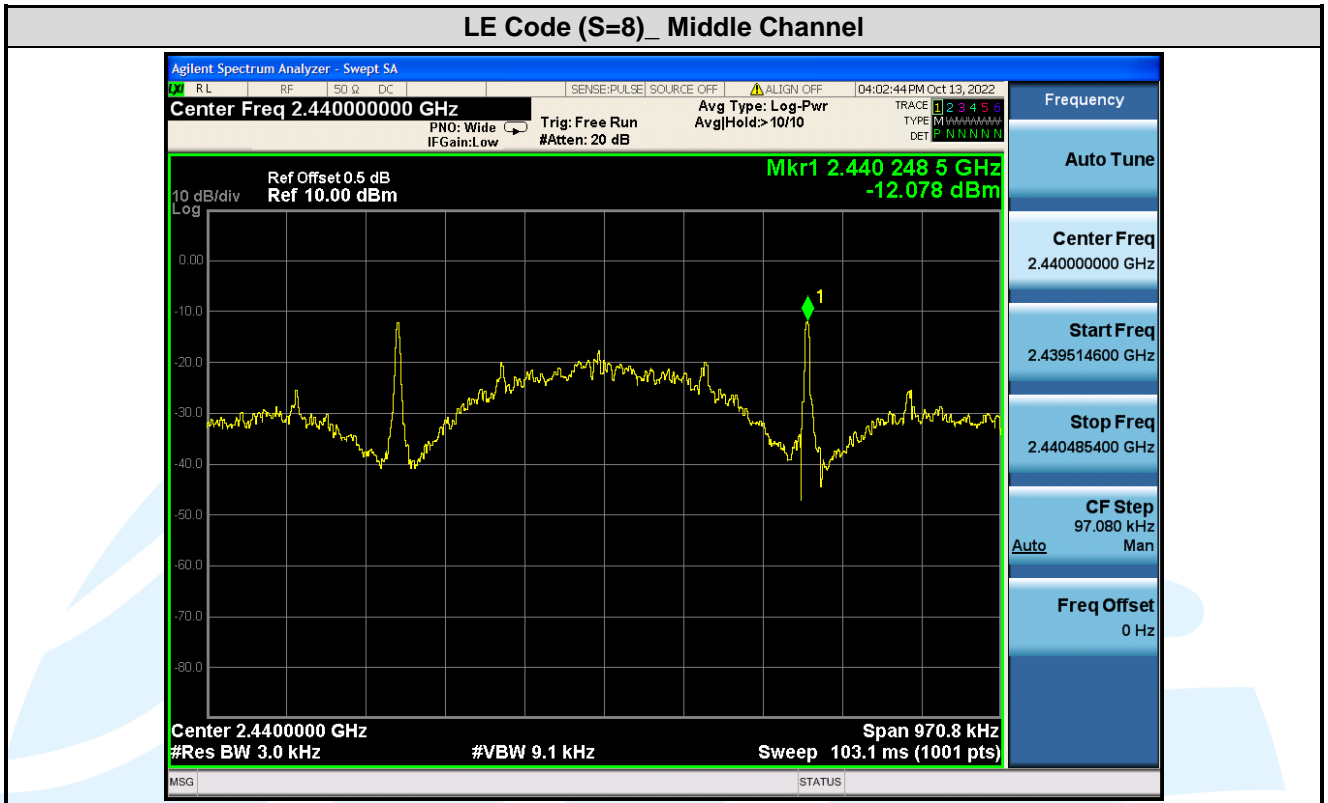 LE Code (S=8)_ Middle Channel
Agilent Spectrum Analyzer - Swept SA
LXI RL RF 50 Ω DC SENSE:PULSE SOURCE OFF ALIGN OFF 04:02:44 PM Oct 13, 2022
Center Freq 2.440000000 GHz
PNO: Wide
IFGain:Low
Trig: Free Run
#Atten: 20 dB
Avg Type: Log-Pwr
Avg|Hold:>10/10
TRACE 1 2 3 4 5 6
TYPE M WWWWW
DET P N N N N N
Frequency
Mkr1 2.440 248 5 GHz
-12.078 dBm
Ref Offset 0.5 dB
10 dB/div Ref 10.00 dBm
Log
0.00
-10.0
-20.0
-30.0
-40.0
-50.0
-60.0
-70.0
-80.0
1
Center 2.4400000 GHz Span 970.8 kHz
#Res BW 3.0 kHz #VBW 9.1 kHz Sweep 103.1 ms (1001 pts)
Auto Tune
Center Freq
2.440000000 GHz
Start Freq
2.439514600 GHz
Stop Freq
2.440485400 GHz
CF Step
97.080 kHz
Auto Man
Freq Offset
0 Hz
MSG STATUS